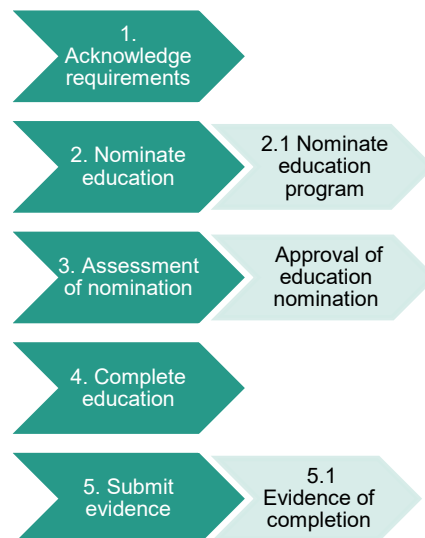 1.
Acknowledge
requirements
2. Nominate
education
2.1 Nominate
education
program
3. Assessment
of nomination
Approval of
education
nomination
4. Complete
education
5. Submit
evidence
5.1
Evidence of
completion